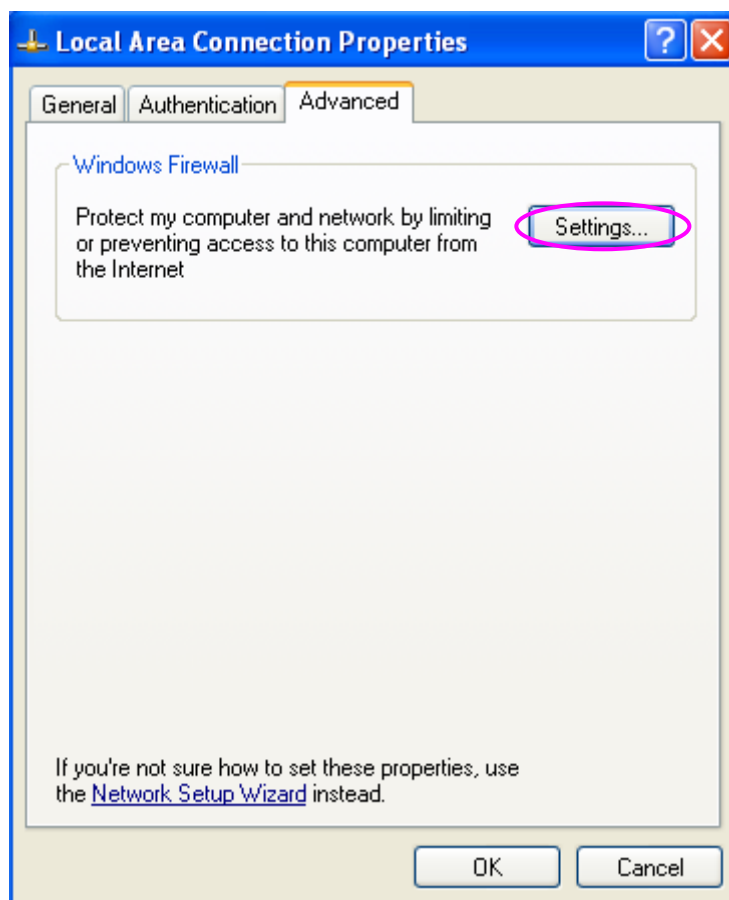 Local Area Connection Properties
General Authentication Advanced
Windows Firewall
Protect my computer and network by limiting
or preventing access to this computer from
the Internet
Settings...
If you're not sure how to set these properties, use
the Network Setup Wizard instead.
OK Cancel